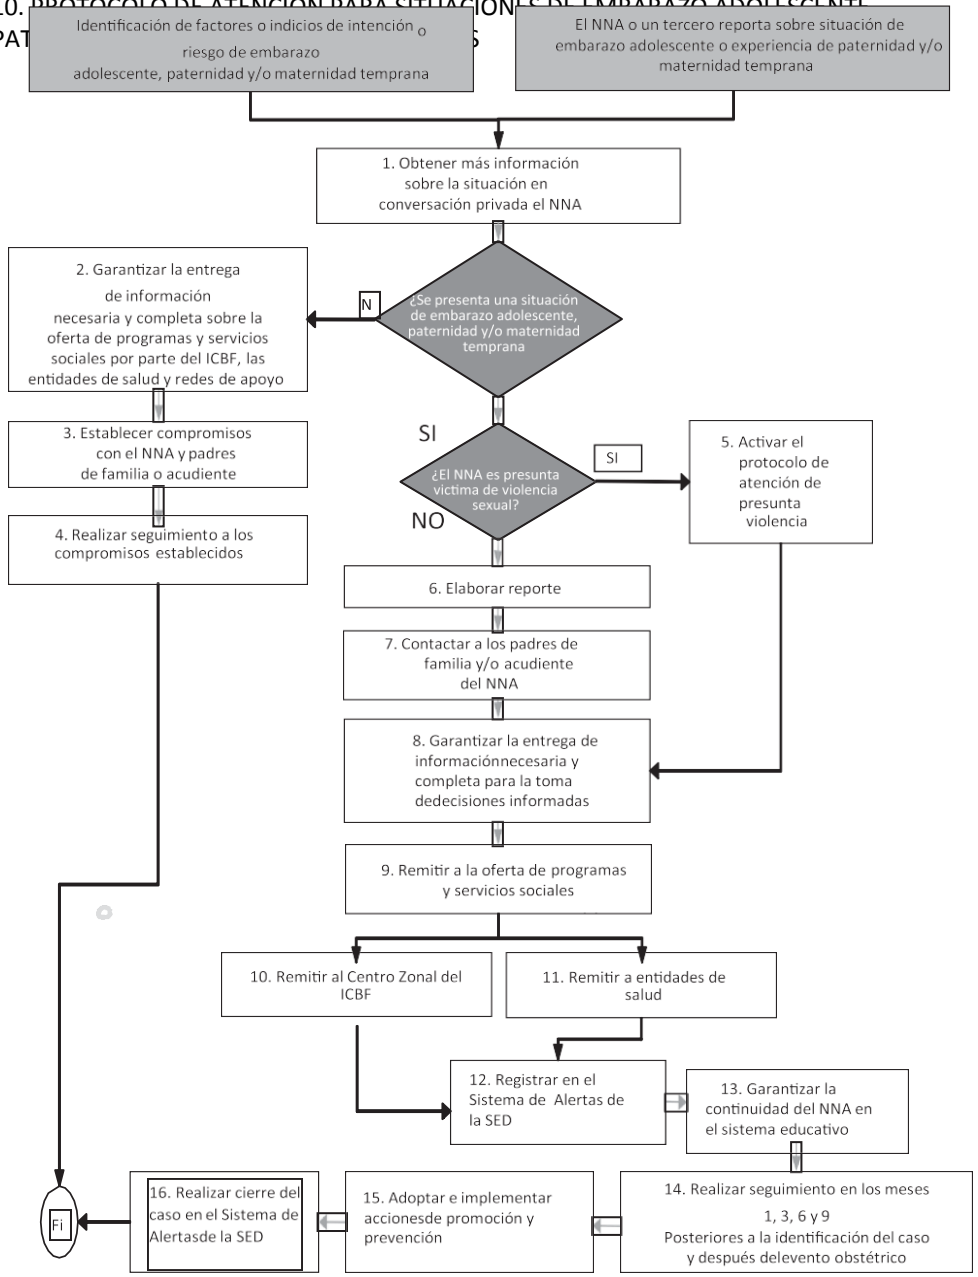 10. PROTOCOLO DE ATENCIÓN PARA SITUACIONES DE EMBARAZO ADOLESCENTE,
PAT
S
Identificación de factores o indicios de intención o
riesgo de embarazo
adolescente, paternidad y/o maternidad temprana
El NNA o un tercero reporta sobre situación de
embarazo adolescente o experiencia de paternidad y/o
maternidad temprana
1. Obtener más información
sobre la situación en
conversación privada el NNA
¿Se presenta una situación
de embarazo adolescente,
paternidad y/o maternidad
temprana
N
2. Garantizar la entrega
de información
necesaria y completa sobre la
oferta de programas y servicios
sociales por parte del ICBF, las
entidades de salud y redes de apoyo
3. Establecer compromisos
con el NNA y padres
de familia o acudiente
4. Realizar seguimiento a los
compromisos establecidos
SI
¿El NNA es presunta
victima de violencia
sexual?
SI
NO
5. Activar el
protocolo de
atención de
presunta
violencia
6. Elaborar reporte
7. Contactar a los padres de
familia y/o acudiente
del NNA
8. Garantizar la entrega de
informaciónnecesaria y
completa para la toma
dedecisiones informadas
9. Remitir a la oferta de programas
y servicios sociales
10. Remitir al Centro Zonal del
ICBF
11. Remitir a entidades de
salud
12. Registrar en el
Sistema de Alertas de
la SED
13. Garantizar la
continuidad del NNA en
el sistema educativo
14. Realizar seguimiento en los meses
1, 3, 6 y 9
Posteriores a la identificación del caso
y después delevento obstétrico
15. Adoptar e implementar
accionesde promoción y
prevención
16. Realizar cierre del
caso en el Sistema de
Alertasde la SED
Fi